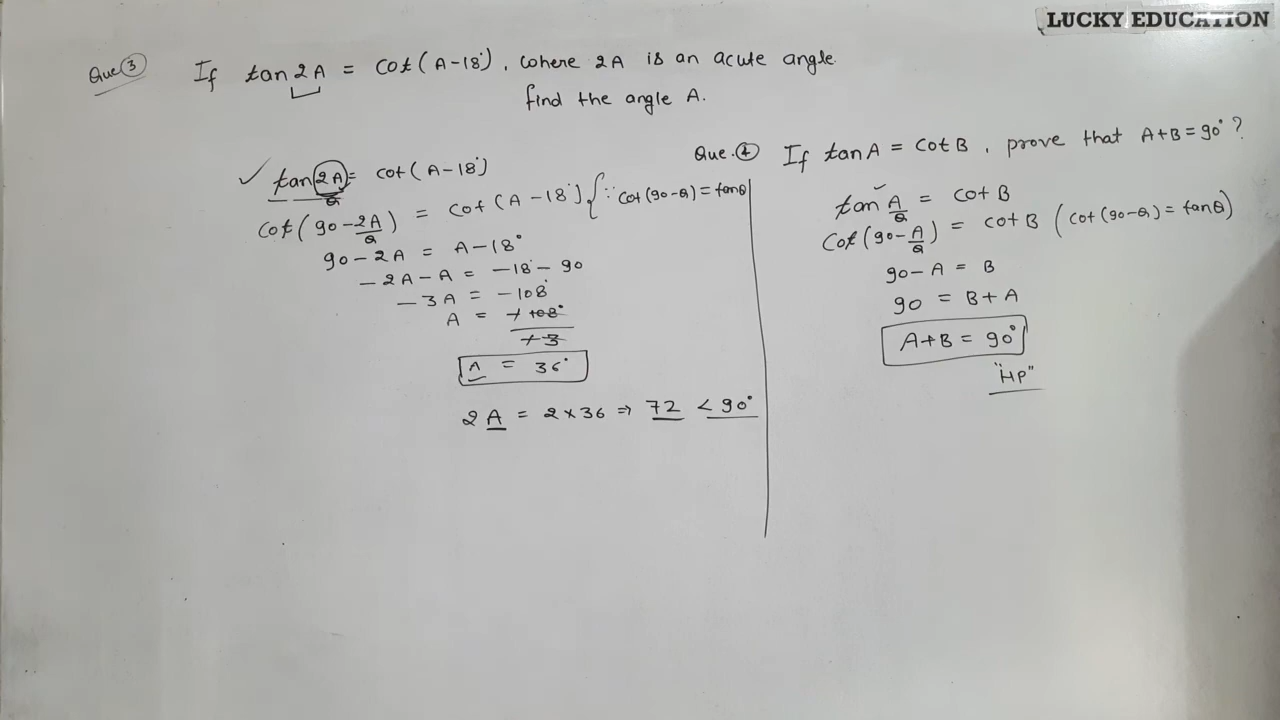 LUCKY EDUCATION
Que ③ If tan 2A = cot (A-18°), where 2A is an acute angle.
find the angle A.
✓ tan(2A) = cot (A-18°)
θ
cot (90-2A) = cot (A-18°) { ∵ cot (90-θ) = tanθ
θ
90-2A = A-18°
-2A-A = -18°-90
-3A = -108°
A = +108°
+3
A = 36°
2A = 2×36 ⇒ 72 < 90°
Que. ④ If tan A = cot B, prove that A+B=90°?
tan A = cot B
θ
cot (90-A) = cot B (cot (90-θ) = tanθ)
θ
90-A = B
90 = B+A
A+B = 90°
"HP"